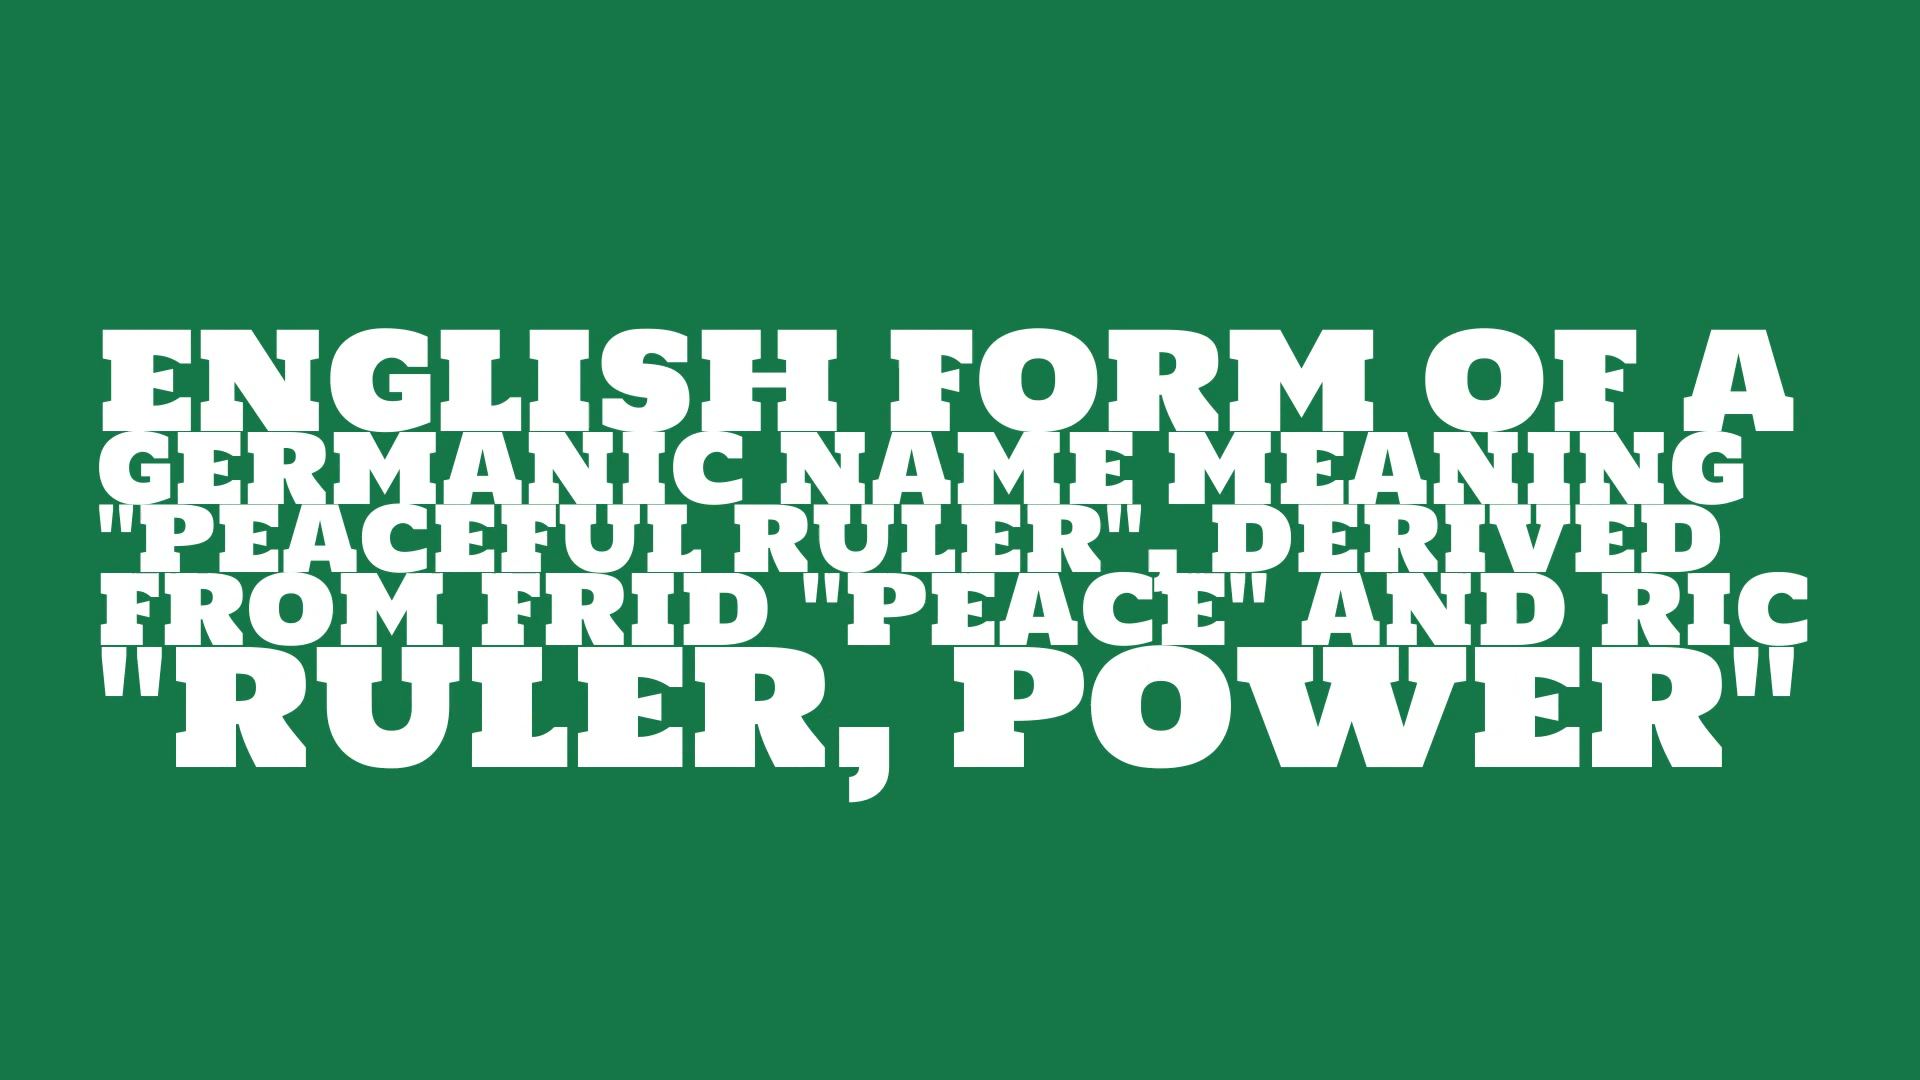 ENGLISH FORM OF A
GERMANIC NAME MEANING
"PEACEFUL RULER", DERIVED
FROM FRID "PEACE" AND RIC
"RULER, POWER"